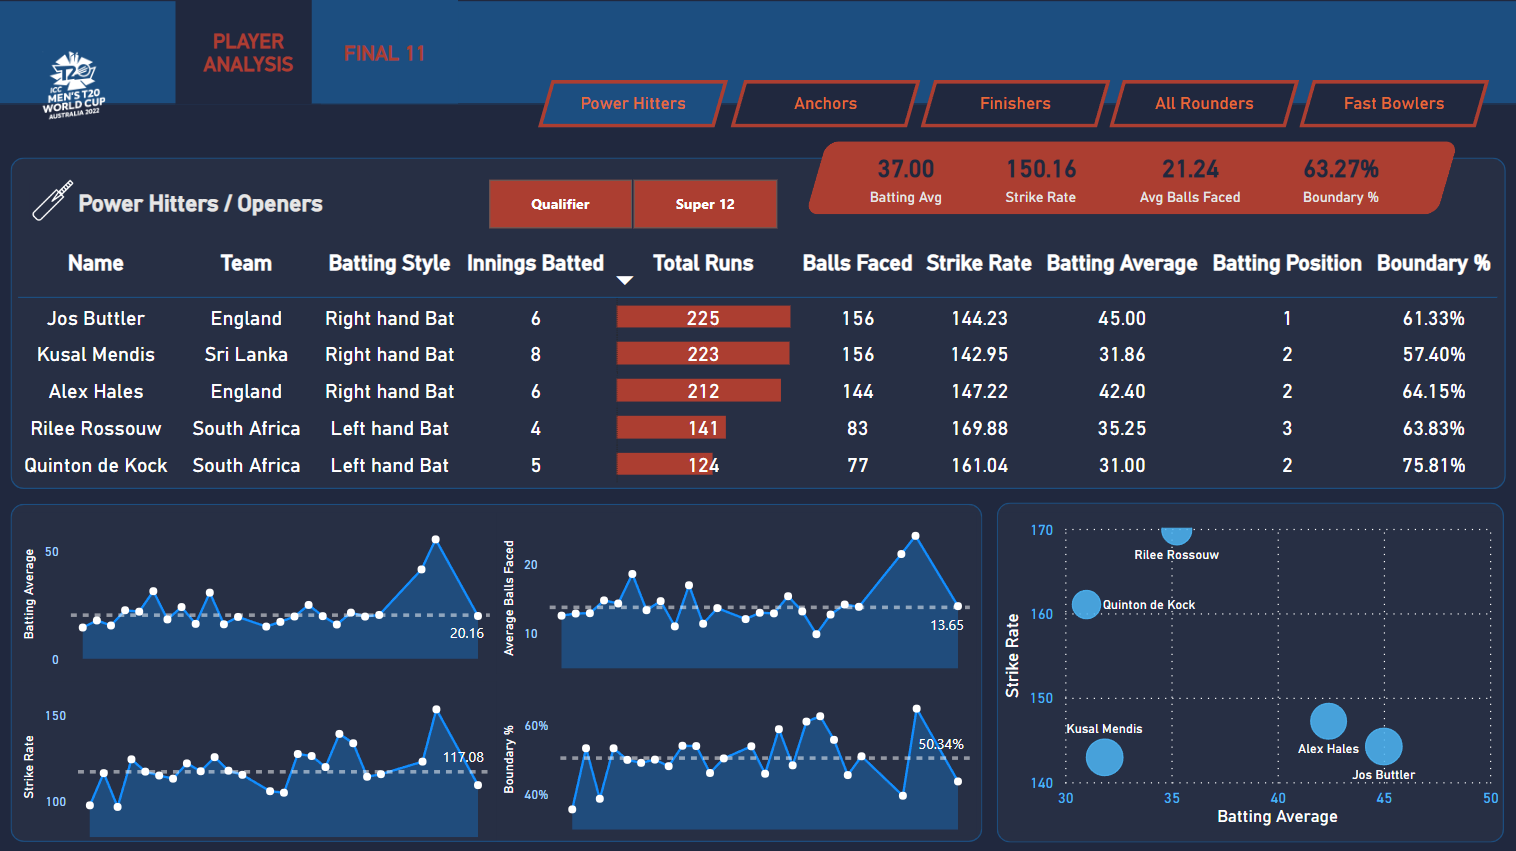 PLAYER
ANALYSIS
FINAL 11
ICC
T20
MEN'S T20
WORLD CUP
AUSTRALIA 2022
Power Hitters
Anchors
Finishers
All Rounders
Fast Bowlers
Power Hitters / Openers
Qualifier
Super 12
37.00 150.16 21.24 63.27%
Batting Avg Strike Rate Avg Balls Faced Boundary %
Name Team Batting Style Innings Batted Total Runs Balls Faced Strike Rate Batting Average Batting Position Boundary %
Jos Buttler England Right hand Bat 6 225 156 144.23 45.00 1 61.33%
Kusal Mendis Sri Lanka Right hand Bat 8 223 156 142.95 31.86 2 57.40%
Alex Hales England Right hand Bat 6 212 144 147.22 42.40 2 64.15%
Rilee Rossouw South Africa Left hand Bat 4 141 83 169.88 35.25 3 63.83%
Quinton de Kock South Africa Left hand Bat 5 124 77 161.04 31.00 2 75.81%
Batting Average
50
0
20.16
Average Balls Faced
20
10
13.65
Strike Rate
150
100
117.08
Boundary %
60%
40%
50.34%
Strike Rate
170
160
150
140
Rilee Rossouw
Quinton de Kock
Kusal Mendis
Alex Hales
Jos Buttler
30 35 40 45 50
Batting Average